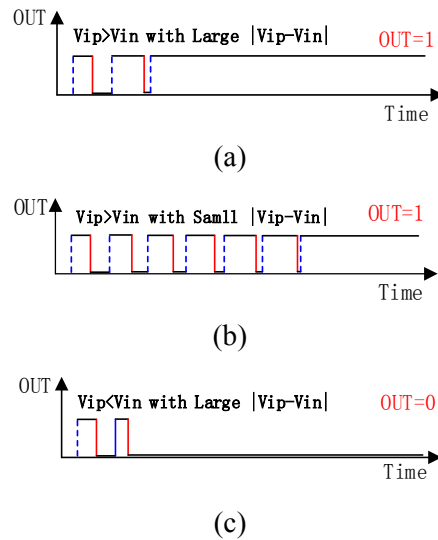 OUT
Vip>Vin with Large |Vip-Vin|
OUT=1
Time
(a)
OUT
Vip>Vin with Samll |Vip-Vin|
OUT=1
Time
(b)
OUT
Vip<Vin with Large |Vip-Vin|
OUT=0
Time
(c)